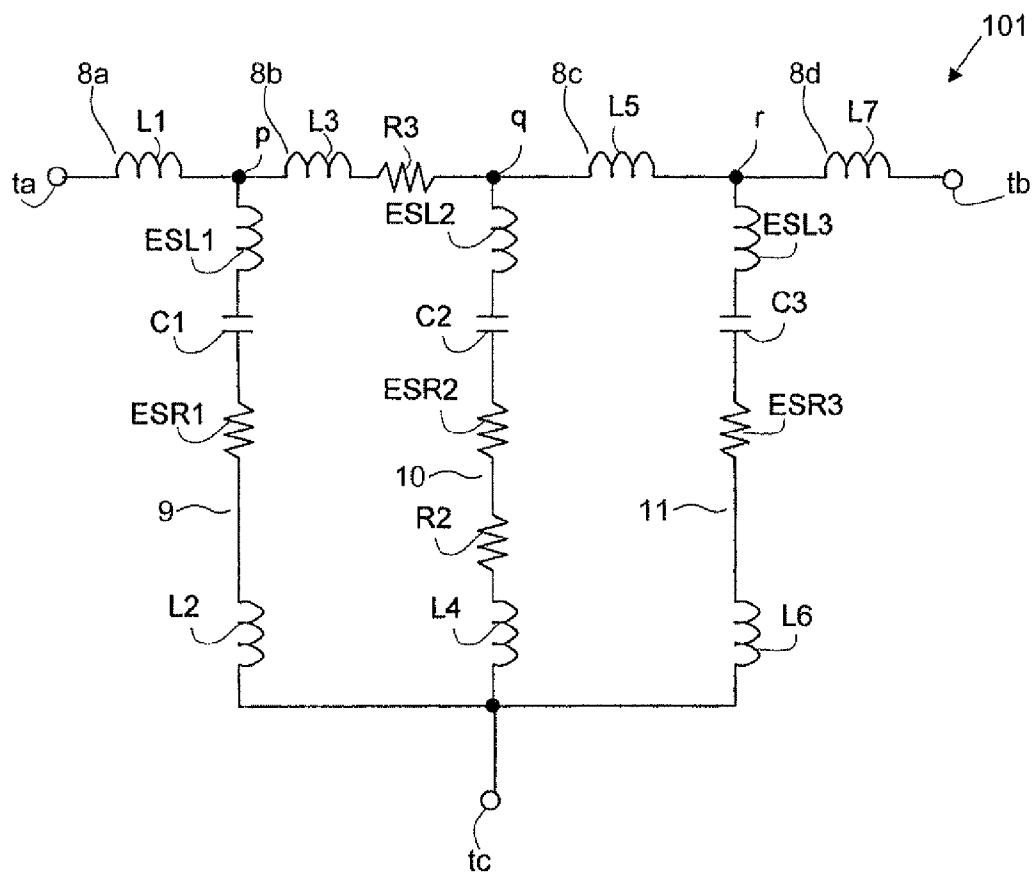 101
8a
8b
8c
8d
L1
L3
R3
L5
L7
p
q
r
ta
tb
ESL1
ESL2
ESL3
C1
C2
C3
ESR1
ESR2
ESR3
9
10
11
R2
L2
L4
L6
tc